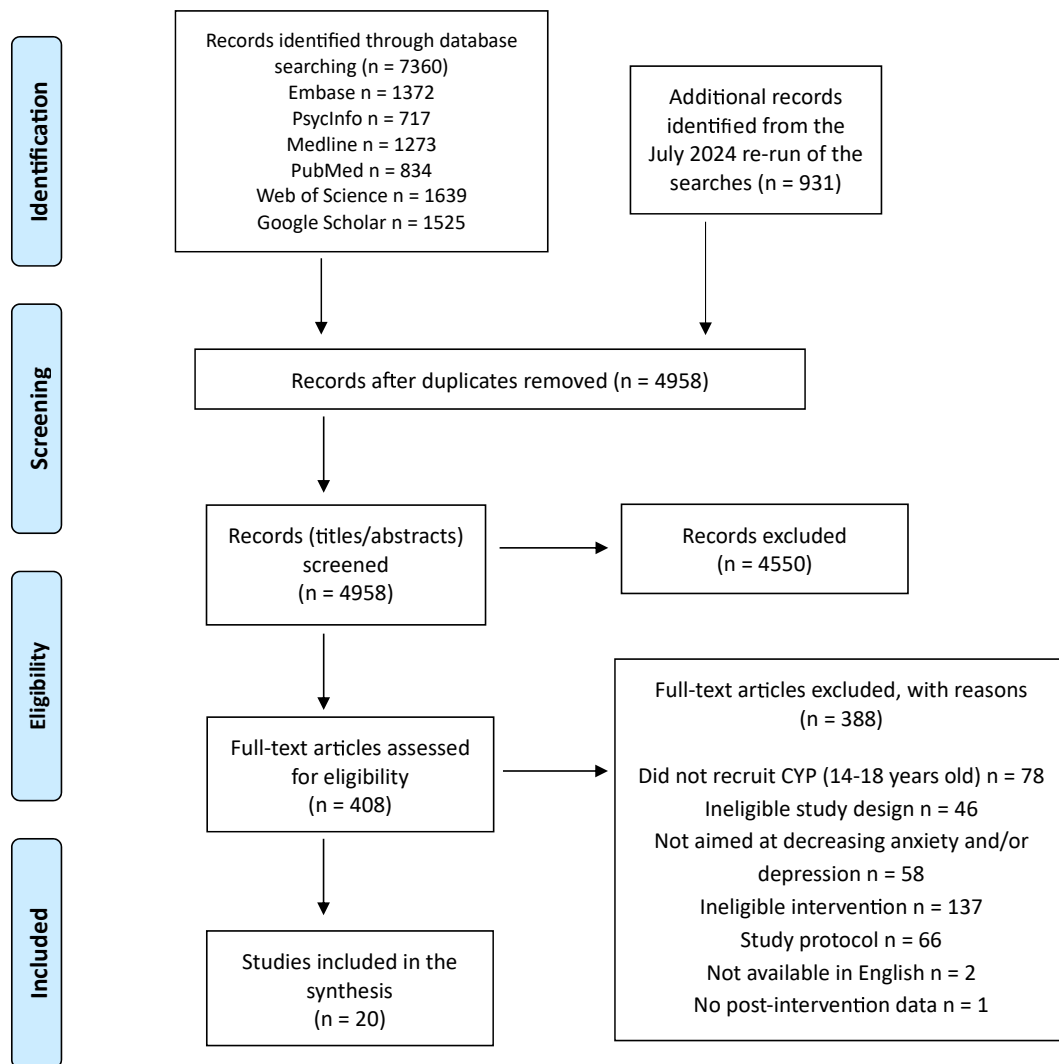 Identification
Records identified through database
searching (n = 7360)
Embase n = 1372
PsycInfo n = 717
Medline n = 1273
PubMed n = 834
Web of Science n = 1639
Google Scholar n = 1525
Additional records
identified from the
July 2024 re-run of the
searches (n = 931)
Screening
Records after duplicates removed (n = 4958)
Records (titles/abstracts)
screened
(n = 4958)
Records excluded
(n = 4550)
Eligibility
Full-text articles assessed
for eligibility
(n = 408)
Full-text articles excluded, with reasons
(n = 388)
Did not recruit CYP (14-18 years old) n = 78
Ineligible study design n = 46
Not aimed at decreasing anxiety and/or
depression n = 58
Ineligible intervention n = 137
Study protocol n = 66
Not available in English n = 2
No post-intervention data n = 1
Included
Studies included in the
synthesis
(n = 20)